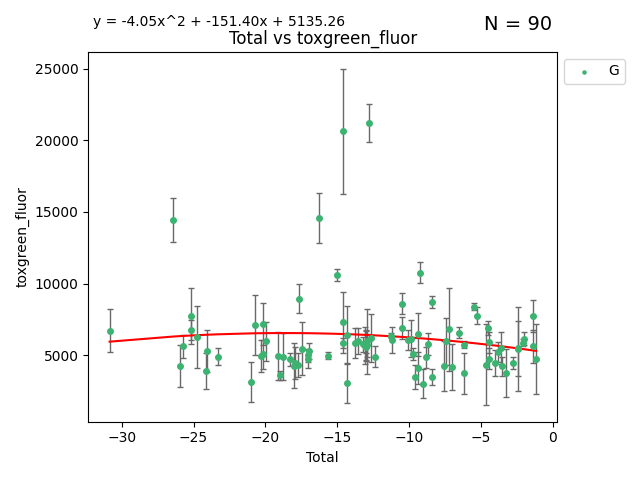 y = -4.05x^2 + -151.40x + 5135.26
N = 90
Total vs toxgreen_fluor
G
25000
20000
15000
10000
5000
toxgreen_fluor
−30
−25
−20
−15
−10
−5
0
Total